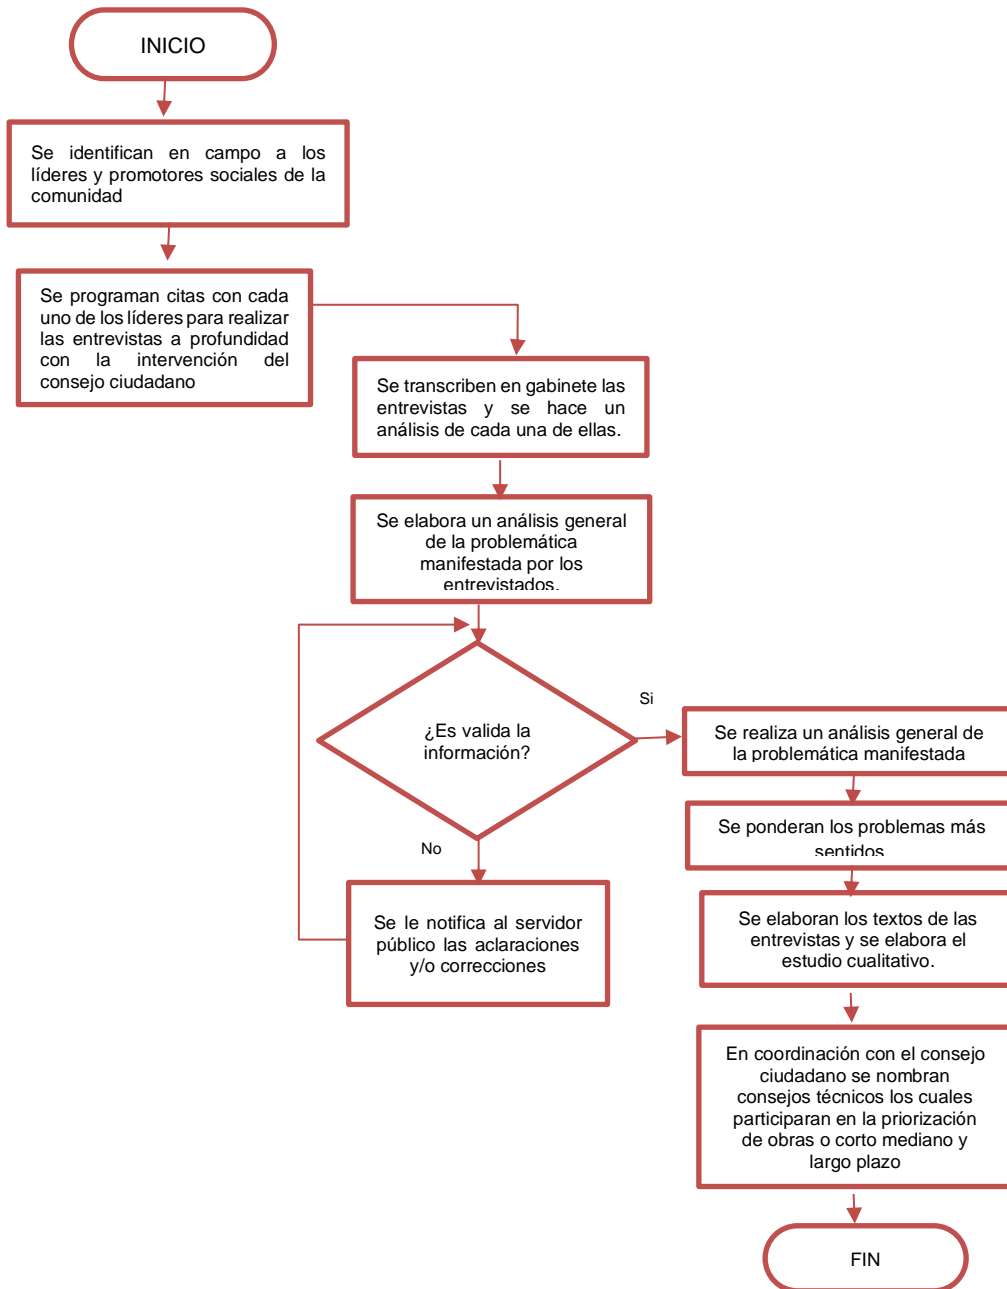 INICIO
Se identifican en campo a los
líderes y promotores sociales de la
comunidad
Se programan citas con cada
uno de los líderes para realizar
las entrevistas a profundidad
con la intervención del
consejo ciudadano
Se transcriben en gabinete las
entrevistas y se hace un
análisis de cada una de ellas.
Se elabora un análisis general
de la problemática
manifestada por los
entrevistados.
¿Es valida la
información?
Si
No
Se le notifica al servidor
público las aclaraciones
y/o correcciones
Se realiza un análisis general de
la problemática manifestada
Se ponderan los problemas más
sentidos
Se elaboran los textos de las
entrevistas y se elabora el
estudio cualitativo.
En coordinación con el consejo
ciudadano se nombran
consejos técnicos los cuales
participaran en la priorización
de obras o corto mediano y
largo plazo
FIN